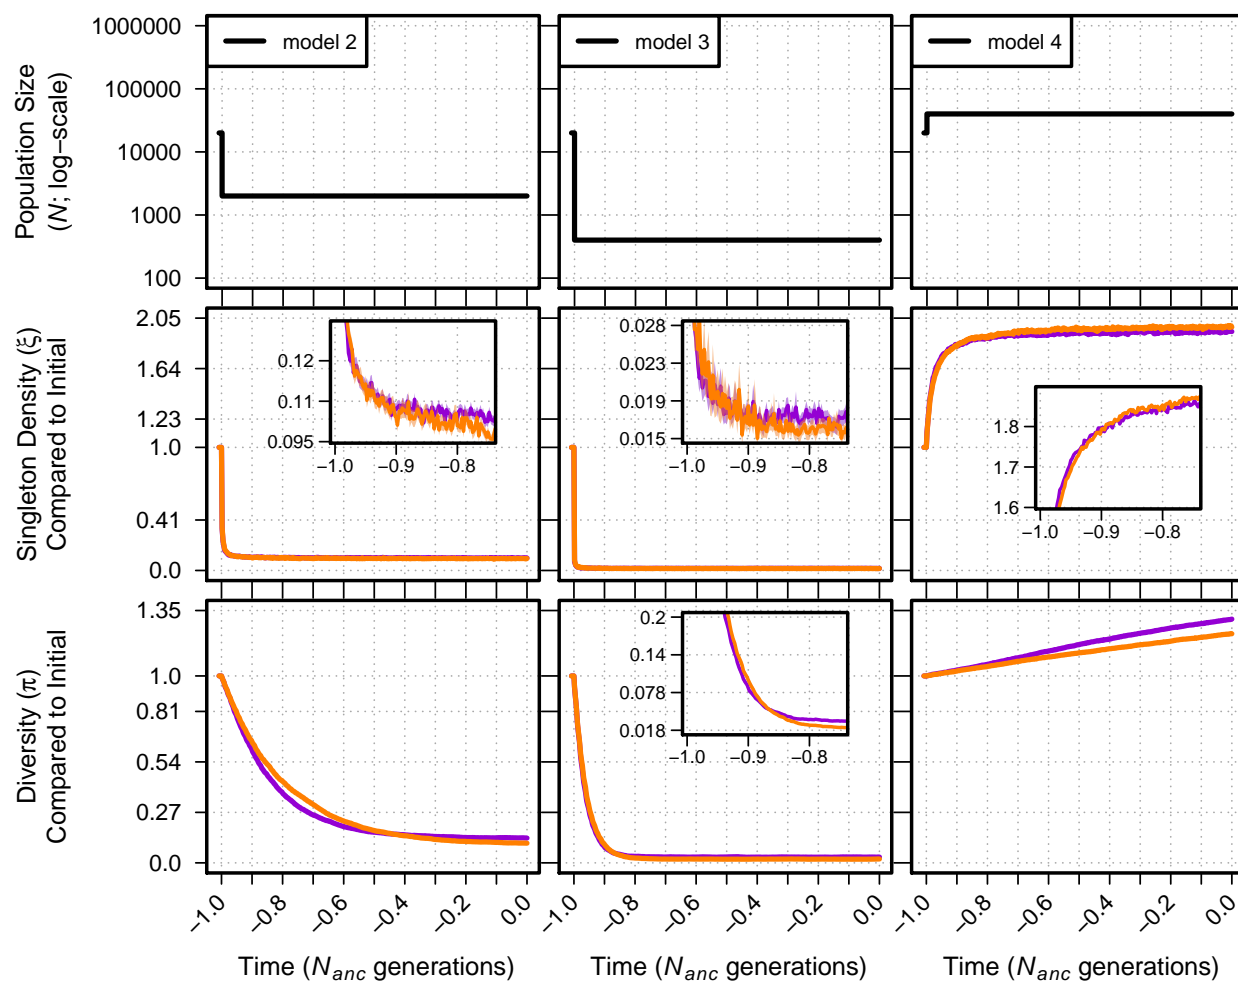 Population Size
(N; log−scale)
1000000
100000
10000
1000
100
model 2
model 3
model 4
Singleton Density (ξ)
Compared to Initial
2.05
1.64
1.23
1.0
0.41
0.0
0.12
0.11
0.095
−1.0 −0.9 −0.8
0.028
0.023
0.019
0.015
−1.0 −0.9 −0.8
1.8
1.7
1.6
−1.0 −0.9 −0.8
Diversity (π)
Compared to Initial
1.35
1.0
0.81
0.54
0.27
0.0
0.2
0.14
0.078
0.018
−1.0 −0.9 −0.8
−1.0 −0.8 −0.6 −0.4 −0.2 0.0
−1.0 −0.8 −0.6 −0.4 −0.2 0.0
−1.0 −0.8 −0.6 −0.4 −0.2 0.0
Time (Nanc generations)
Time (Nanc generations)
Time (Nanc generations)